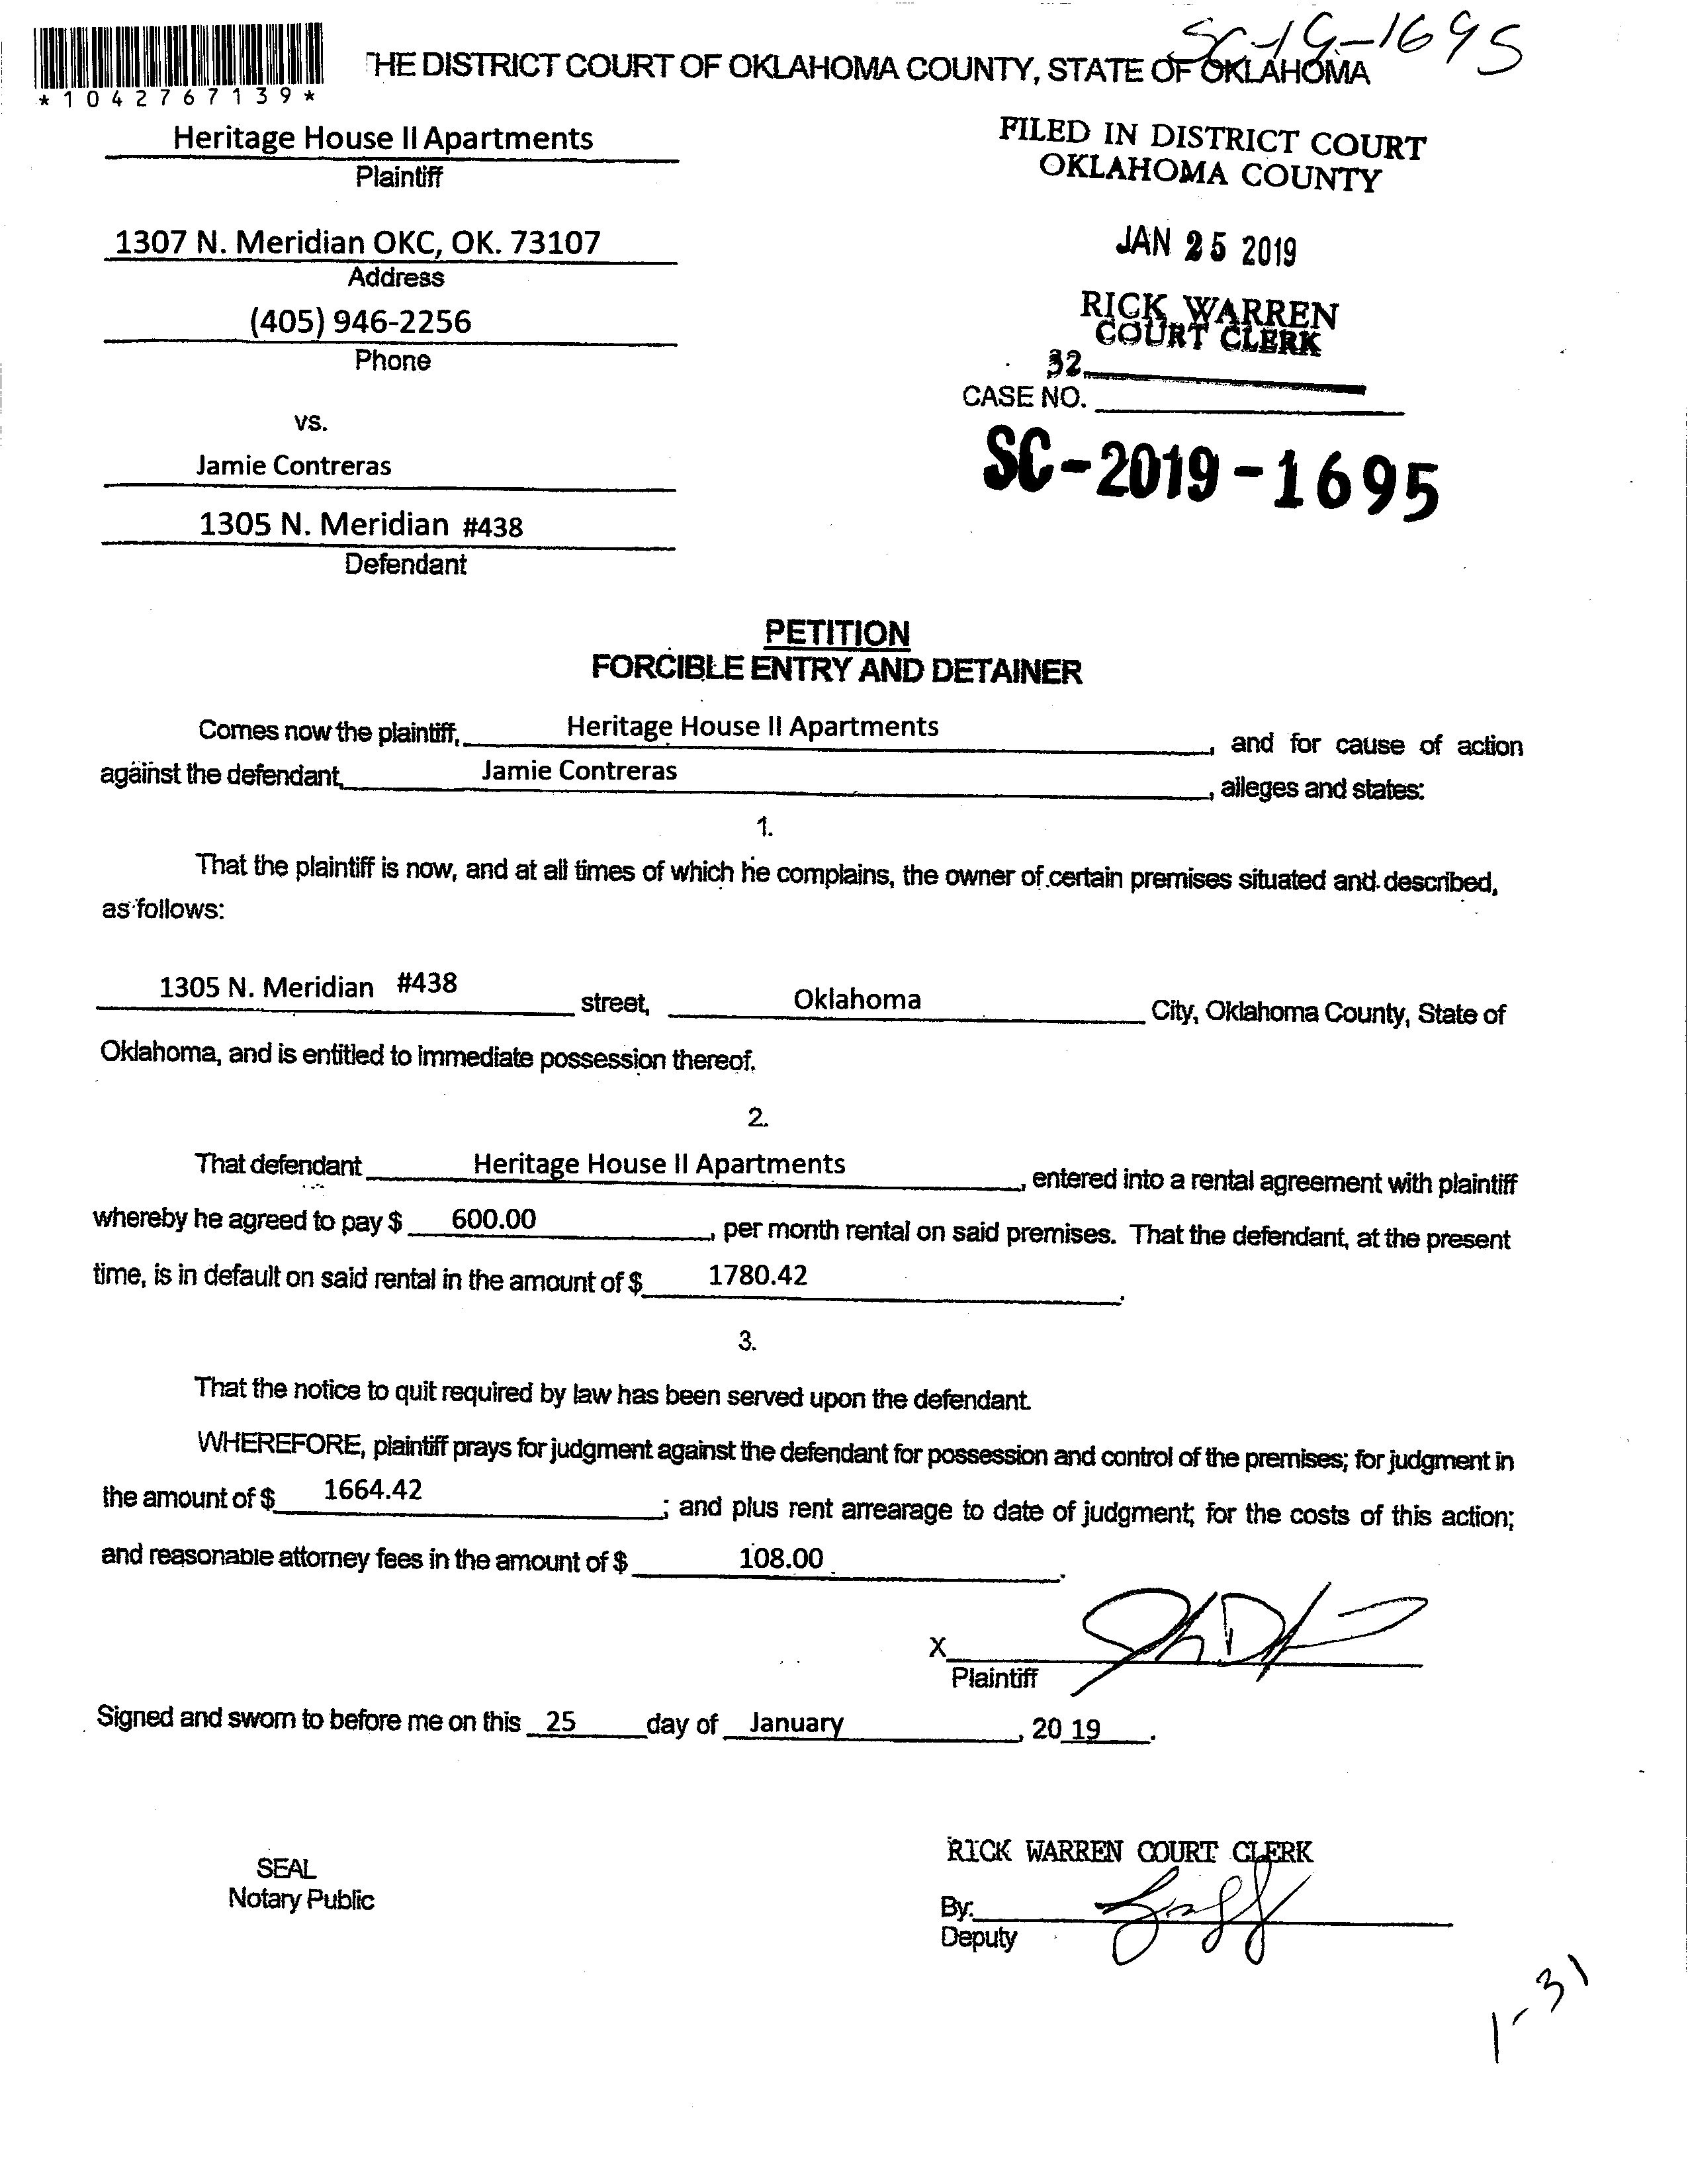 SC-19-1695
*1042767139*
THE DISTRICT COURT OF OKLAHOMA COUNTY, STATE OF OKLAHOMA
Heritage House II Apartments
Plaintiff
1307 N. Meridian OKC, OK. 73107
Address
(405) 946-2256
Phone
vs.
Jamie Contreras
1305 N. Meridian #438
Defendant
FILED IN DISTRICT COURT
OKLAHOMA COUNTY
JAN 25 2019
RICK WARREN
COURT CLERK
32
CASE NO.
SC-2019-1695
PETITION
FORCIBLE ENTRY AND DETAINER
Comes now the plaintiff, Heritage House II Apartments, and for cause of action
against the defendant, Jamie Contreras, alleges and states:
1.
That the plaintiff is now, and at all times of which he complains, the owner of certain premises situated and described,
as follows:
1305 N. Meridian #438 street, Oklahoma City, Oklahoma County, State of
Oklahoma, and is entitled to immediate possession thereof.
2.
That defendant Heritage House II Apartments, entered into a rental agreement with plaintiff
whereby he agreed to pay $ 600.00, per month rental on said premises. That the defendant, at the present
time, is in default on said rental in the amount of $ 1780.42.
3.
That the notice to quit required by law has been served upon the defendant.
WHEREFORE, plaintiff prays for judgment against the defendant for possession and control of the premises; for judgment in
the amount of $ 1664.42; and plus rent arrearage to date of judgment; for the costs of this action;
and reasonable attorney fees in the amount of $ 108.00.
X
Plaintiff
Signed and sworn to before me on this 25 day of January, 20 19.
SEAL
Notary Public
RICK WARREN COURT CLERK
By:
Deputy
1-31